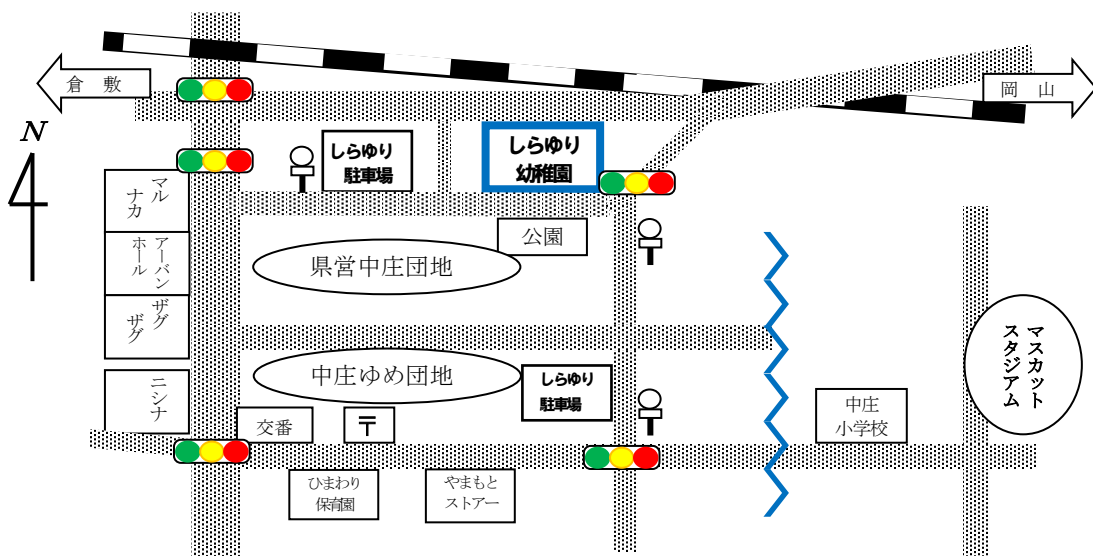 倉 敷
岡 山
N
しらゆり
駐車場
しらゆり
幼稚園
マル
ナカ
公園
アーバン
ホール
県営中庄団地
ザグ
ザグ
マスカット
スタジアム
中庄ゆめ団地
しらゆり
駐車場
ニシナ
中庄
小学校
交番
〒
ひまわり
保育園
やまもと
ストアー